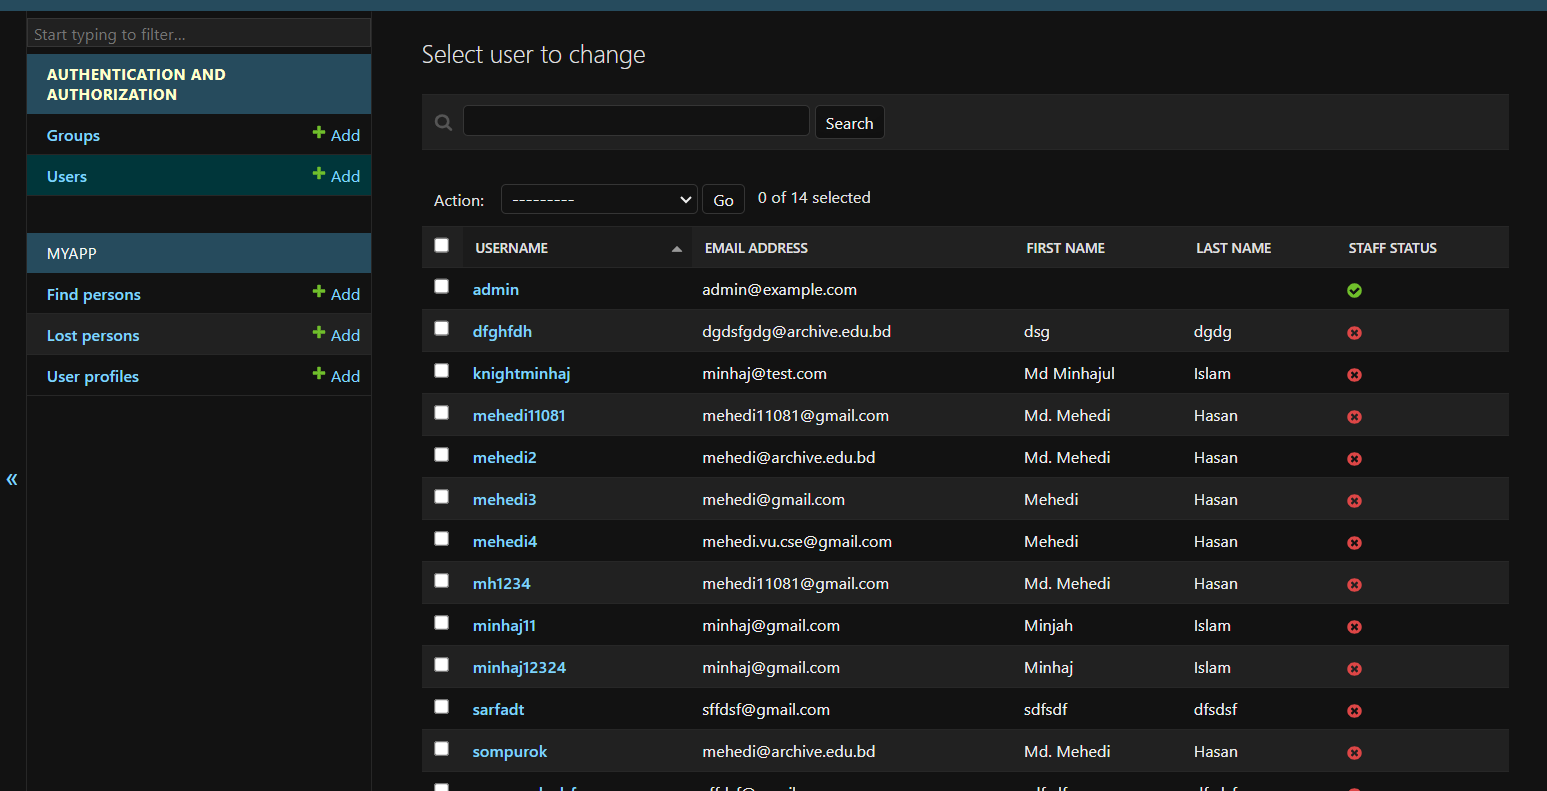 Start typing to filter...
AUTHENTICATION AND
AUTHORIZATION
Groups + Add
Users + Add
MYAPP
Find persons + Add
Lost persons + Add
User profiles + Add
«
Select user to change
Search
Action: --------- Go 0 of 14 selected
USERNAME EMAIL ADDRESS FIRST NAME LAST NAME STAFF STATUS
admin admin@example.com
dfghfdh dgdsfgdg@archive.edu.bd dsg dgdg
knightminhaj minhaj@test.com Md Minhajul Islam
mehedi11081 mehedi11081@gmail.com Md. Mehedi Hasan
mehedi2 mehedi@archive.edu.bd Md. Mehedi Hasan
mehedi3 mehedi@gmail.com Mehedi Hasan
mehedi4 mehedi.vu.cse@gmail.com Mehedi Hasan
mh1234 mehedi11081@gmail.com Md. Mehedi Hasan
minhaj11 minhaj@gmail.com Minjah Islam
minhaj12324 minhaj@gmail.com Minhaj Islam
sarfadt sffdsf@gmail.com sdfsdf dfsdsf
sompurok mehedi@archive.edu.bd Md. Mehedi Hasan